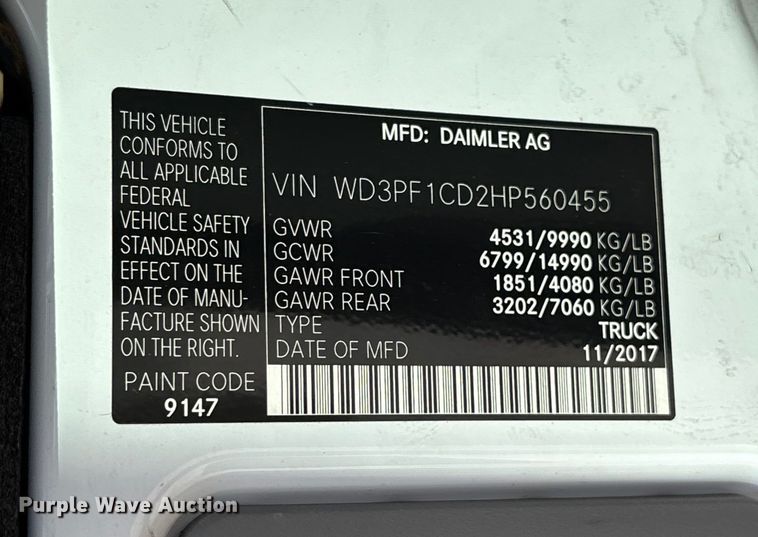 THIS VEHICLE
CONFORMS TO
ALL APPLICABLE
FEDERAL
VEHICLE SAFETY
STANDARDS IN
EFFECT ON THE
DATE OF MANU-
FACTURE SHOWN
ON THE RIGHT.
PAINT CODE
9147
MFD: DAIMLER AG
VIN WD3PF1CD2HP560455
GVWR 4531/9990 KG/LB
GCWR 6799/14990 KG/LB
GAWR FRONT 1851/4080 KG/LB
GAWR REAR 3202/7060 KG/LB
TYPE TRUCK
DATE OF MFD 11/2017
Purple Wave Auction